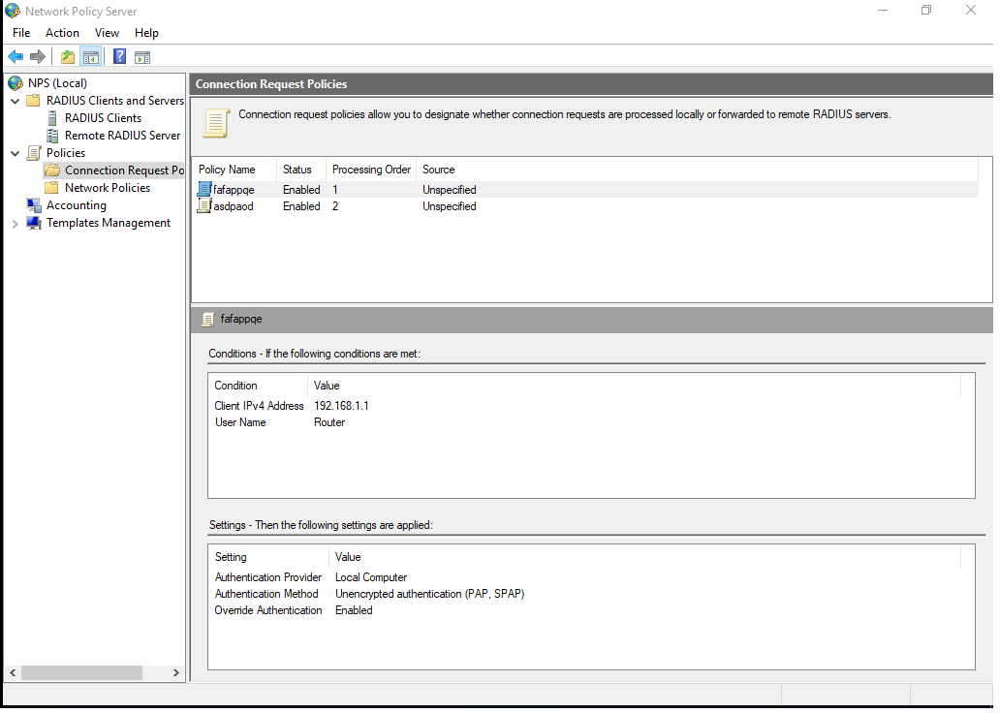 Network Policy Server
File Action View Help
NPS (Local)
RADIUS Clients and Servers
RADIUS Clients
Remote RADIUS Server
Policies
Connection Request Po
Network Policies
Accounting
Templates Management
Connection Request Policies
Connection request policies allow you to designate whether connection requests are processed locally or forwarded to remote RADIUS servers.
Policy Name Status Processing Order Source
fafappqe Enabled 1 Unspecified
asdpaod Enabled 2 Unspecified
fafappqe
Conditions - If the following conditions are met:
Condition Value
Client IPv4 Address 192.168.1.1
User Name Router
Settings - Then the following settings are applied:
Setting Value
Authentication Provider Local Computer
Authentication Method Unencrypted authentication (PAP, SPAP)
Override Authentication Enabled